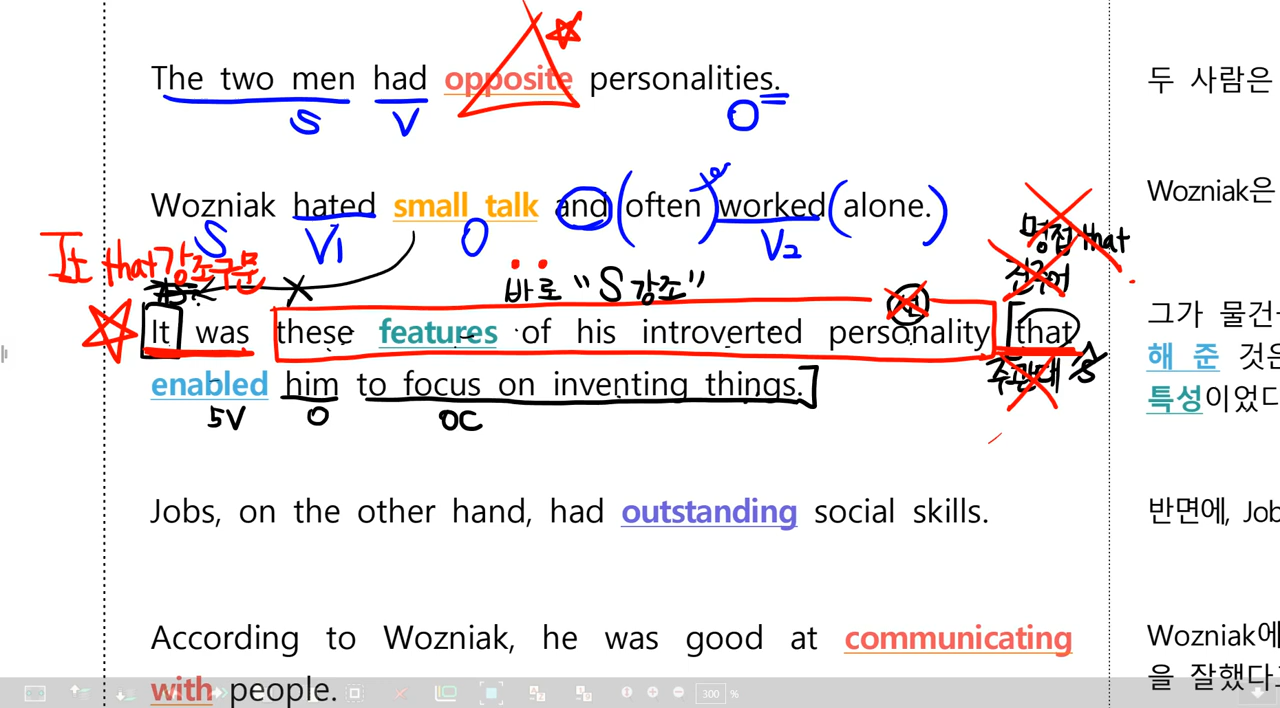 The two men had opposite personalities.
두 사람은
S V O
Wozniak hated small talk and (often) worked (alone.)
Wozniak은
S V1 O V2
명접 that
It that강조구문
바로 "S 강조"
선
It was these features of his introverted personality that
그가 물건
주관대 S
enabled him to focus on inventing things.
해 준 것은
5V O OC
특성이었다
Jobs, on the other hand, had outstanding social skills.
반면에, Job
According to Wozniak, he was good at communicating
Wozniak에
with people.
을 잘했다고
300 %